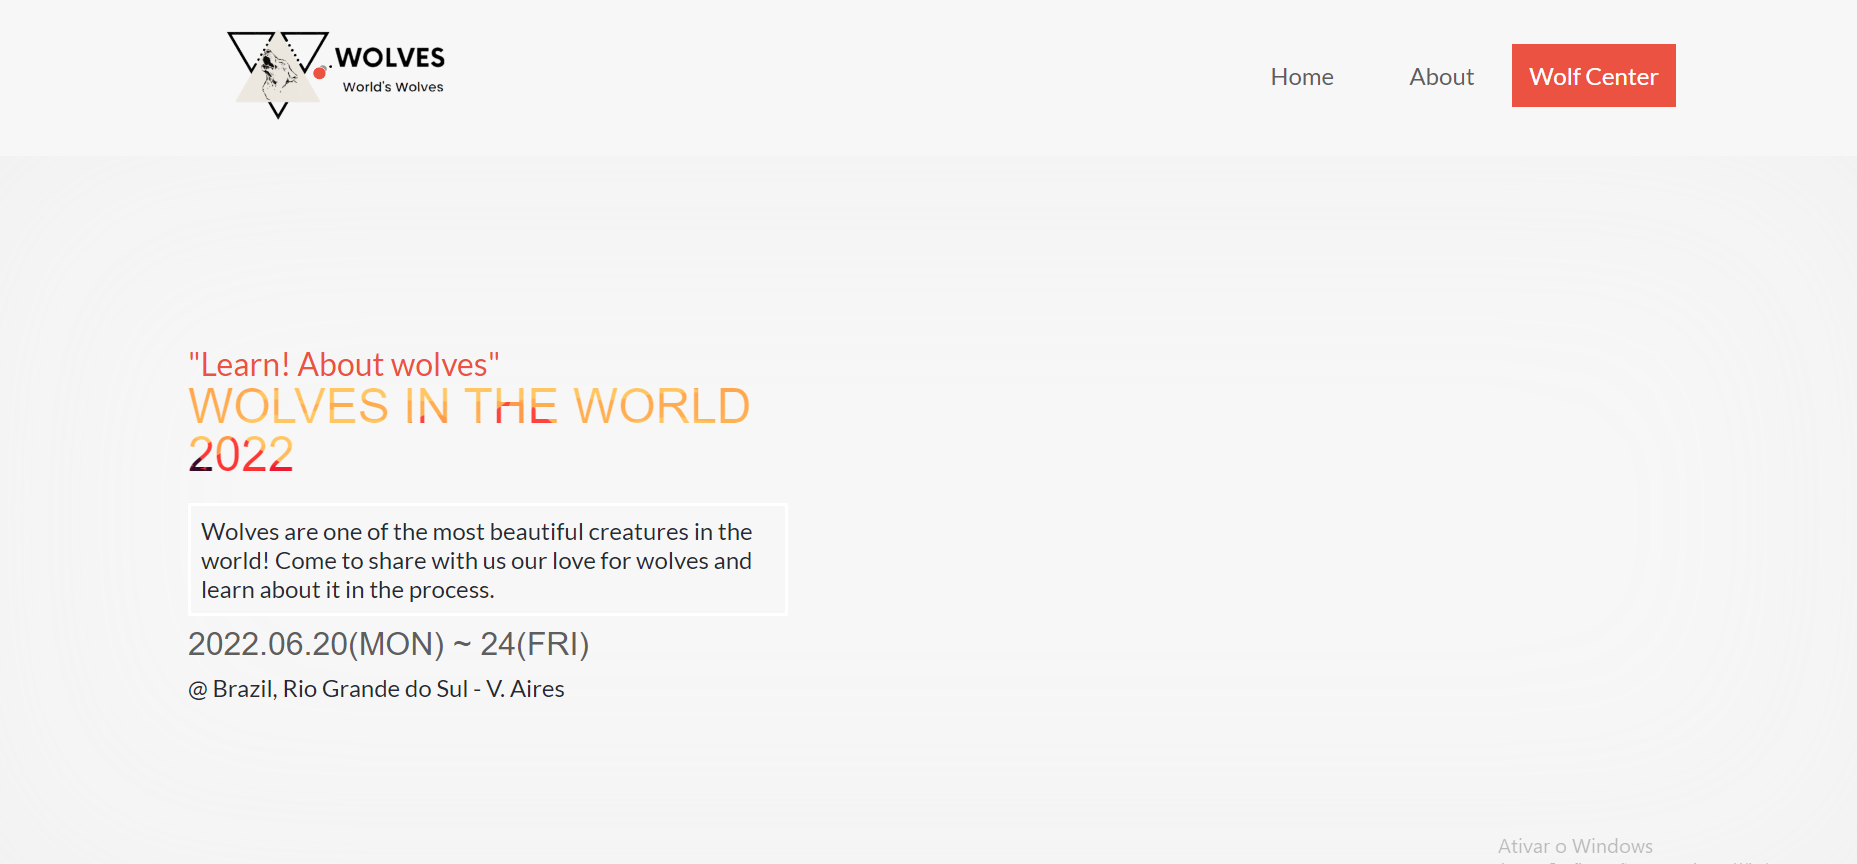 WOLVES
World's Wolves
Home
About
Wolf Center
"Learn! About wolves"
WOLVES IN THE WORLD
2022
Wolves are one of the most beautiful creatures in the
world! Come to share with us our love for wolves and
learn about it in the process.
2022.06.20(MON) ~ 24(FRI)
@ Brazil, Rio Grande do Sul - V. Aires
Ativar o Windows